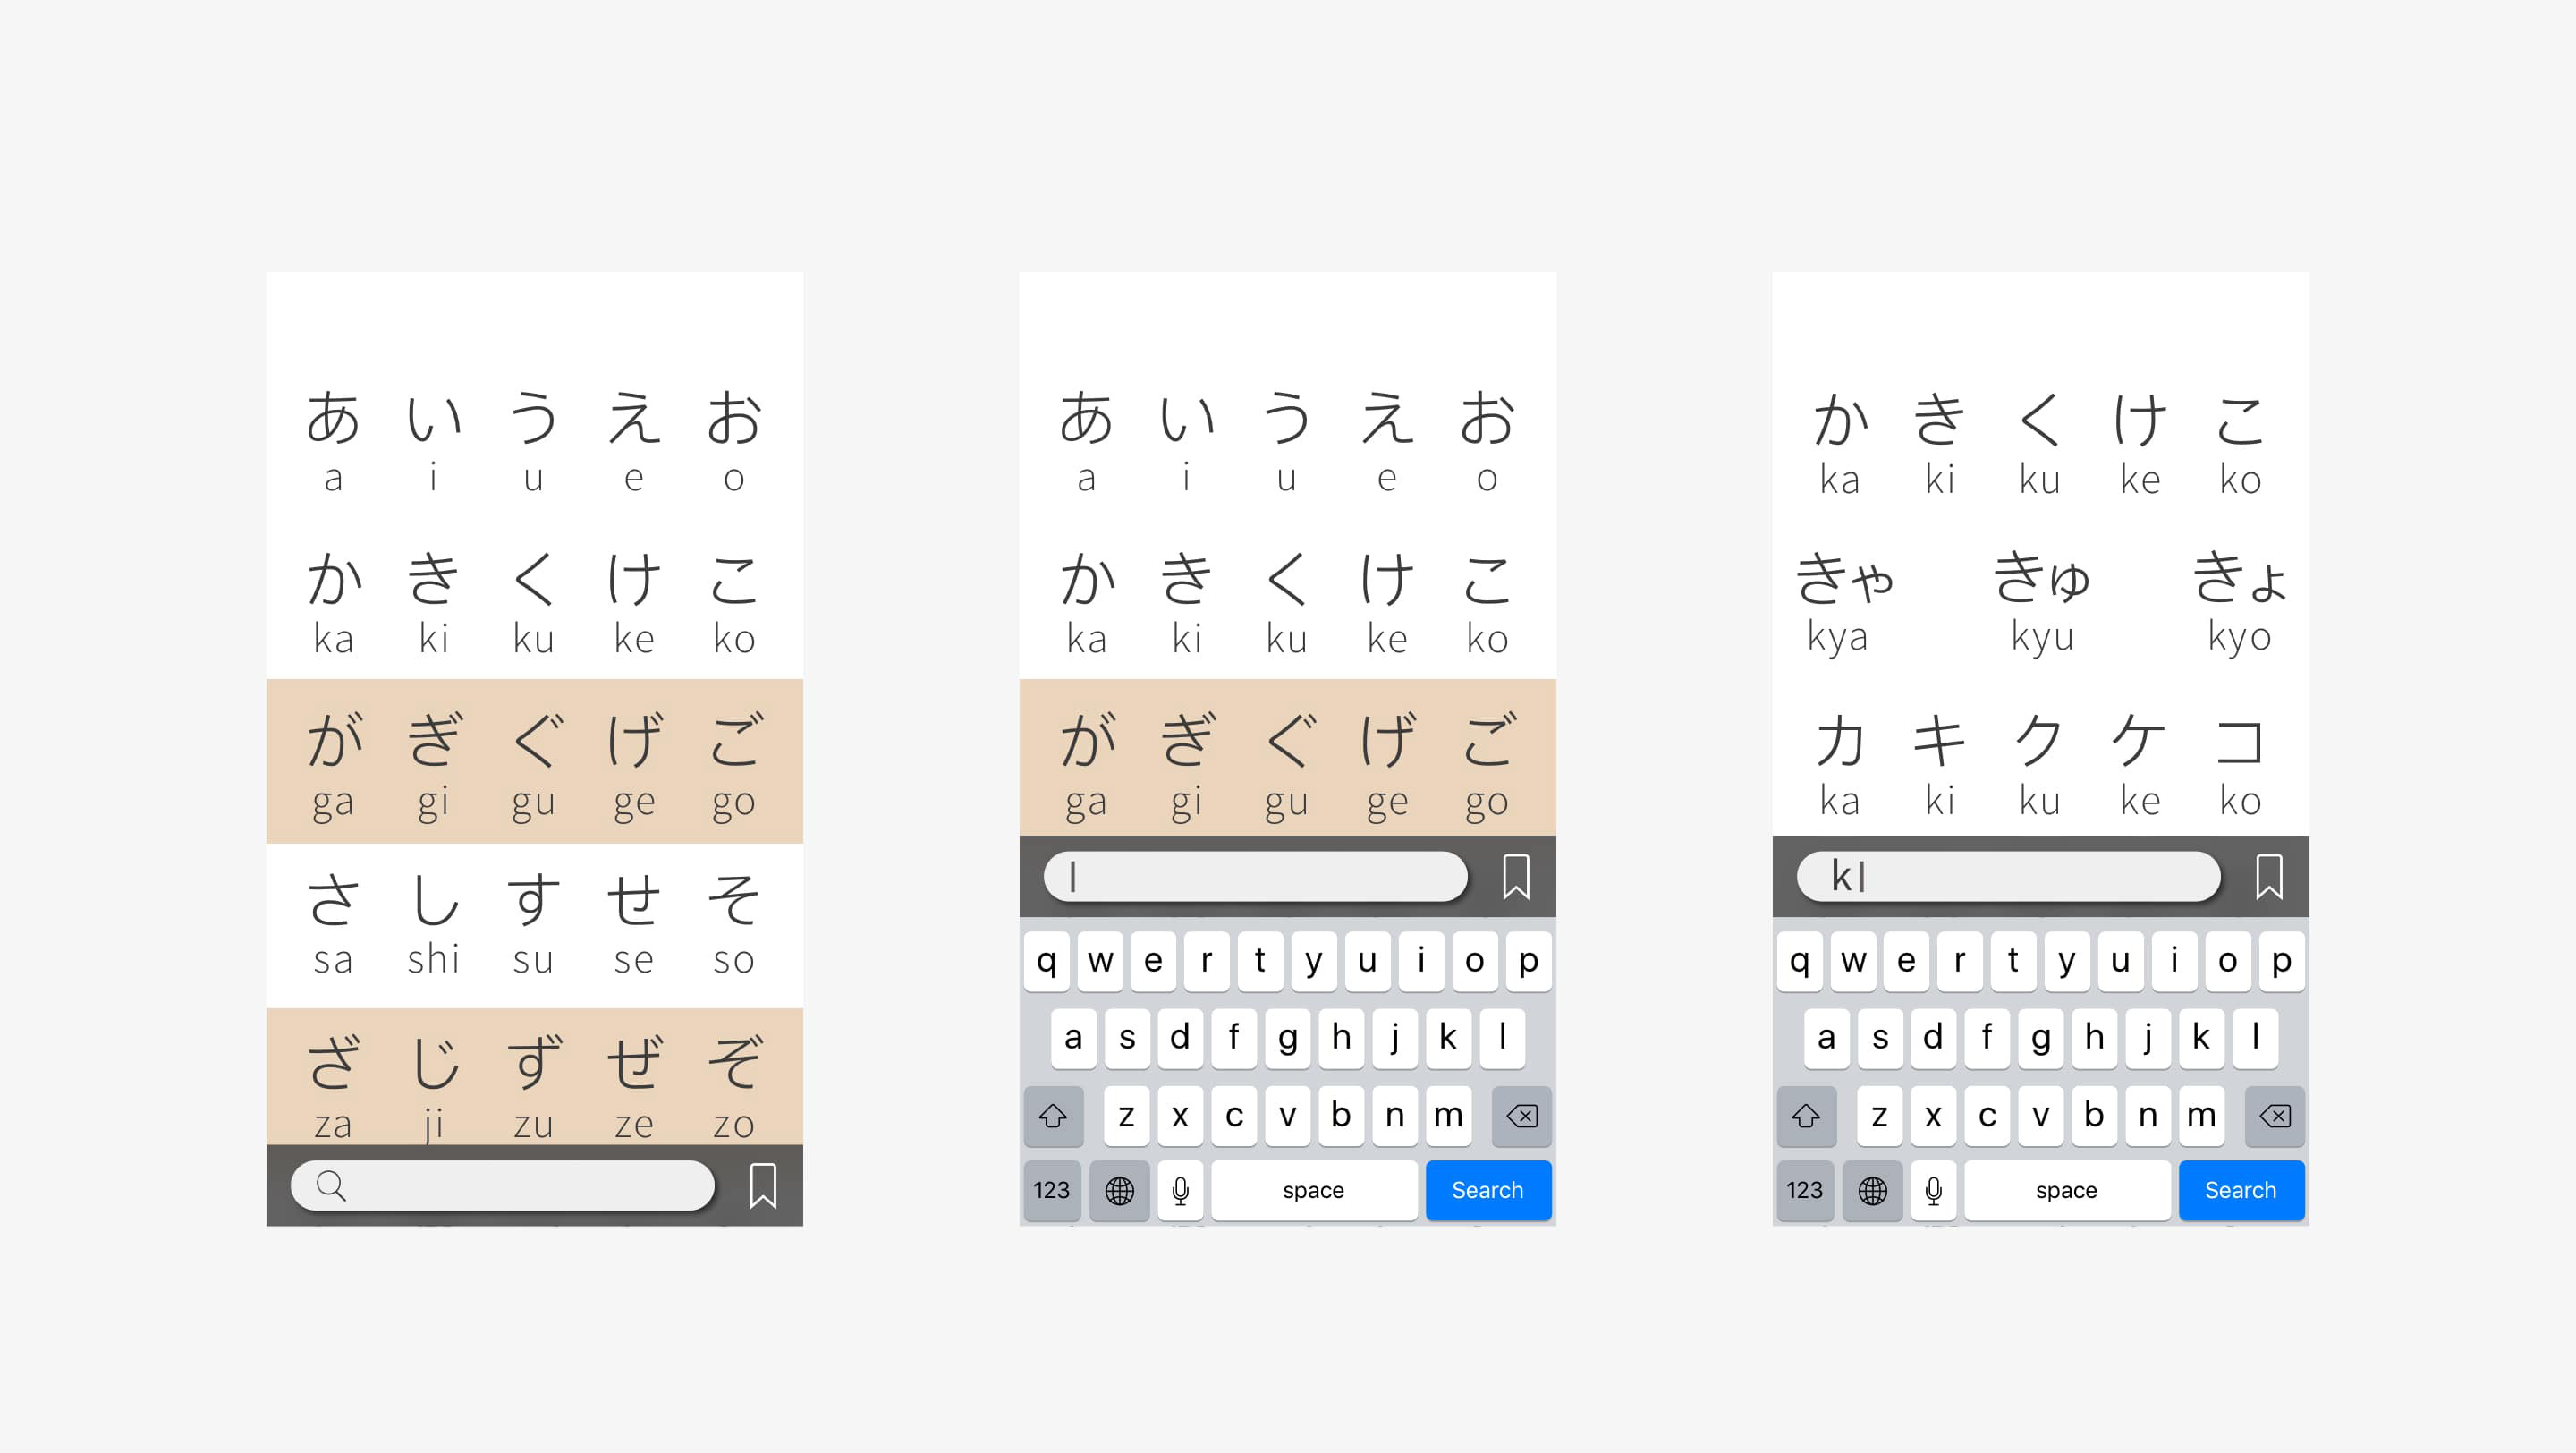 あ い う え お
a i u e o
か き く け こ
ka ki ku ke ko
が ぎ ぐ げ ご
ga gi gu ge go
さ し す せ そ
sa shi su se so
ざ じ ず ぜ ぞ
za ji zu ze zo
あ い う え お
a i u e o
か き く け こ
ka ki ku ke ko
が ぎ ぐ げ ご
ga gi gu ge go
q w e r t y u i o p
a s d f g h j k l
z x c v b n m
123 space Search
か き く け こ
ka ki ku ke ko
きゃ きゅ きょ
kya kyu kyo
カ キ ク ケ コ
ka ki ku ke ko
k
q w e r t y u i o p
a s d f g h j k l
z x c v b n m
123 space Search